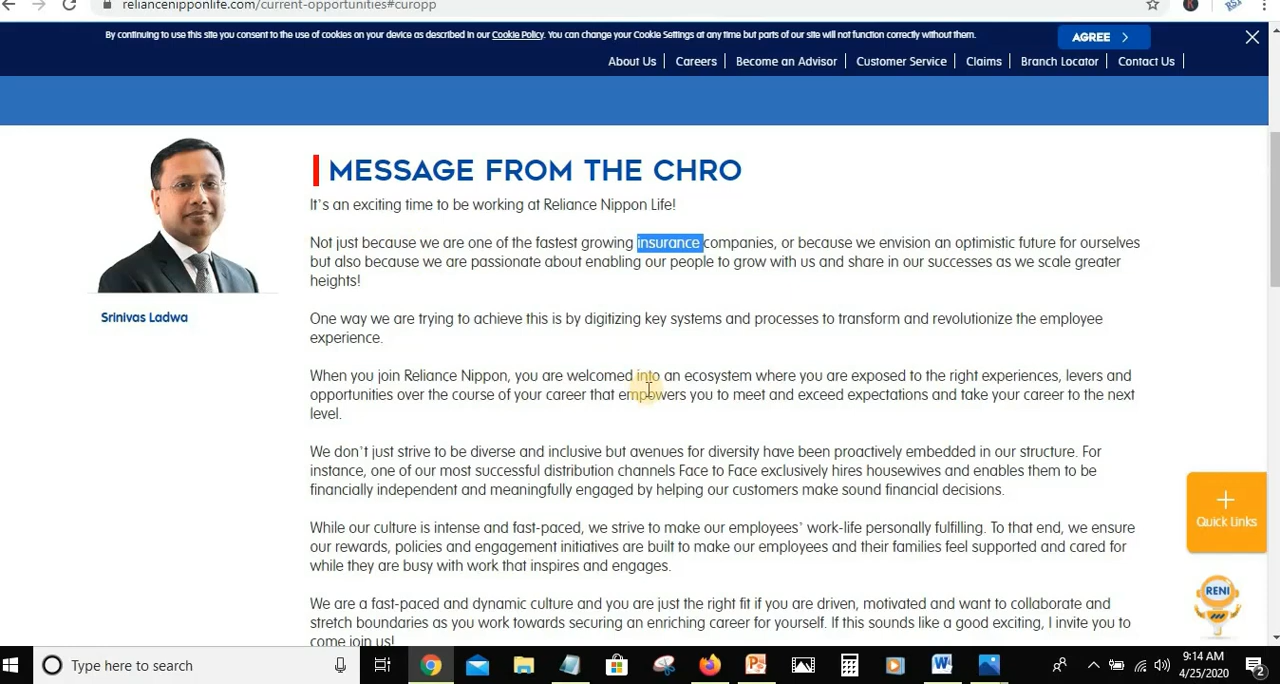 reliancenipponlife.com/current-opportunities#curopp
By continuing to use this site you consent to the use of cookies on your device as described in our Cookie Policy. You can change your Cookie Settings at any time but parts of our site will not function correctly without them.
AGREE
About Us | Careers | Become an Advisor | Customer Service | Claims | Branch Locator | Contact Us |
MESSAGE FROM THE CHRO
It's an exciting time to be working at Reliance Nippon Life!
Not just because we are one of the fastest growing insurance companies, or because we envision an optimistic future for ourselves
but also because we are passionate about enabling our people to grow with us and share in our successes as we scale greater
heights!
Srinivas Ladwa
One way we are trying to achieve this is by digitizing key systems and processes to transform and revolutionize the employee
experience.
When you join Reliance Nippon, you are welcomed into an ecosystem where you are exposed to the right experiences, levers and
opportunities over the course of your career that empowers you to meet and exceed expectations and take your career to the next
level.
We don't just strive to be diverse and inclusive but avenues for diversity have been proactively embedded in our structure. For
instance, one of our most successful distribution channels Face to Face exclusively hires housewives and enables them to be
financially independent and meaningfully engaged by helping our customers make sound financial decisions.
While our culture is intense and fast-paced, we strive to make our employees' work-life personally fulfilling. To that end, we ensure
our rewards, policies and engagement initiatives are built to make our employees and their families feel supported and cared for
while they are busy with work that inspires and engages.
We are a fast-paced and dynamic culture and you are just the right fit if you are driven, motivated and want to collaborate and
stretch boundaries as you work towards securing an enriching career for yourself. If this sounds like a good exciting, I invite you to
come join us!
+
Quick Links
RENI
Type here to search
9:14 AM
4/25/2020
2